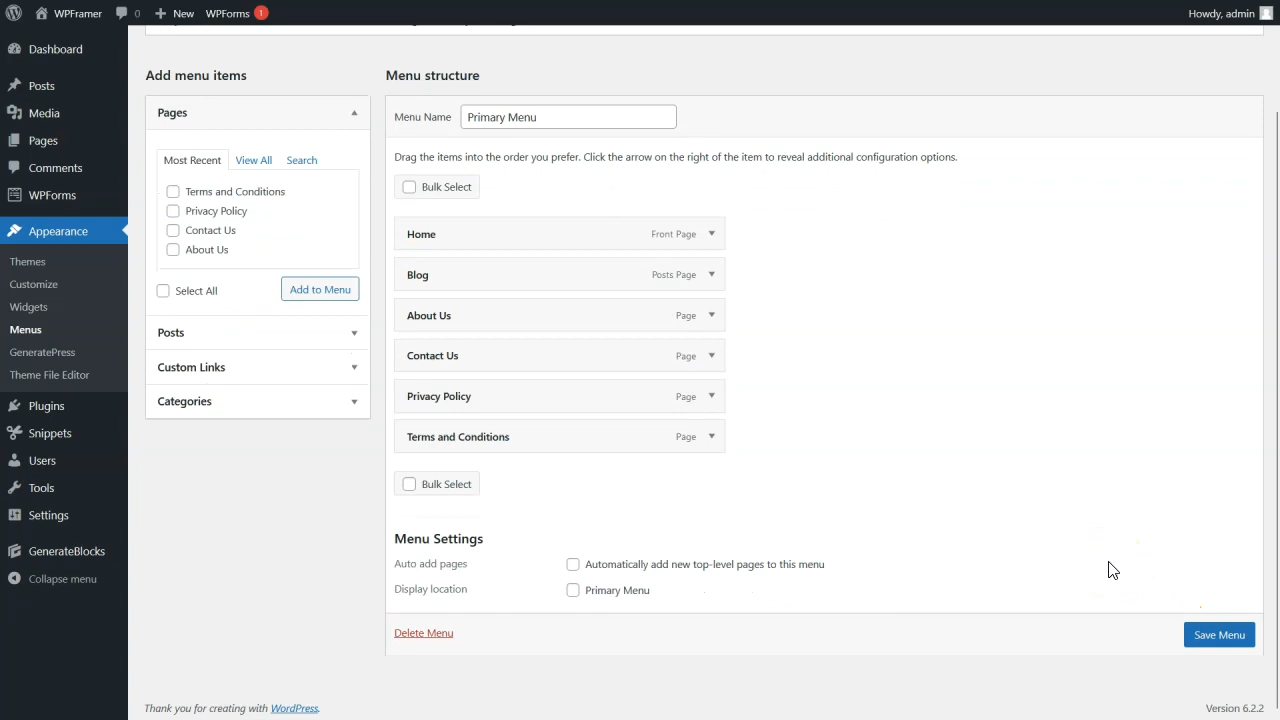 WPFramer 0 New WPForms 1 Howdy, admin
Dashboard
Posts
Media
Pages
Comments
WPForms
Appearance
Themes
Customize
Widgets
Menus
GeneratePress
Theme File Editor
Plugins
Snippets
Users
Tools
Settings
GenerateBlocks
Collapse menu
Add menu items
Pages
Most Recent View All Search
Terms and Conditions
Privacy Policy
Contact Us
About Us
Select All Add to Menu
Posts
Custom Links
Categories
Menu structure
Menu Name Primary Menu
Drag the items into the order you prefer. Click the arrow on the right of the item to reveal additional configuration options.
Bulk Select
Home Front Page
Blog Posts Page
About Us Page
Contact Us Page
Privacy Policy Page
Terms and Conditions Page
Bulk Select
Menu Settings
Auto add pages Automatically add new top-level pages to this menu
Display location Primary Menu
Delete Menu Save Menu
Thank you for creating with WordPress. Version 6.2.2